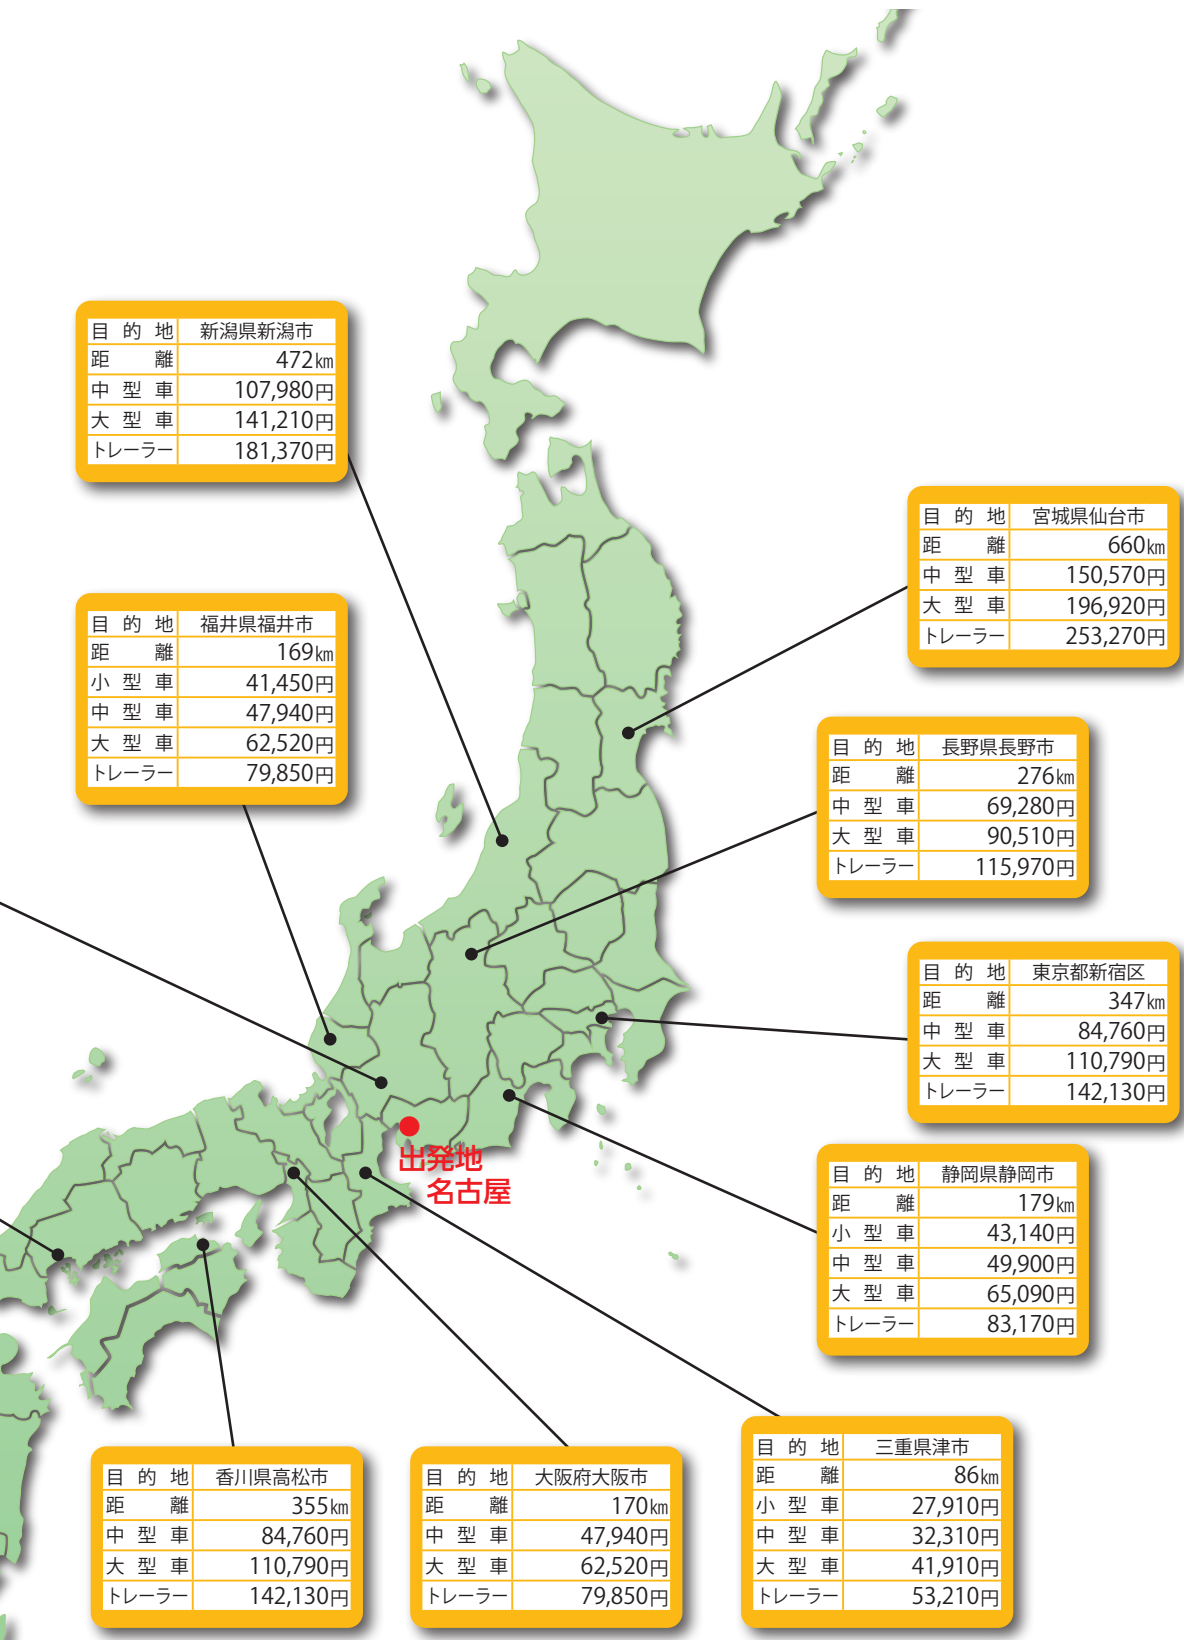 目的地 新潟県新潟市
距離 472km
中型車 107,980円
大型車 141,210円
トレーラー 181,370円
目的地 宮城県仙台市
距離 660km
中型車 150,570円
大型車 196,920円
トレーラー 253,270円
目的地 福井県福井市
距離 169km
小型車 41,450円
中型車 47,940円
大型車 62,520円
トレーラー 79,850円
目的地 長野県長野市
距離 276km
中型車 69,280円
大型車 90,510円
トレーラー 115,970円
目的地 東京都新宿区
距離 347km
中型車 84,760円
大型車 110,790円
トレーラー 142,130円
出発地
名古屋
目的地 静岡県静岡市
距離 179km
小型車 43,140円
中型車 49,900円
大型車 65,090円
トレーラー 83,170円
目的地 香川県高松市
距離 355km
中型車 84,760円
大型車 110,790円
トレーラー 142,130円
目的地 大阪府大阪市
距離 170km
中型車 47,940円
大型車 62,520円
トレーラー 79,850円
目的地 三重県津市
距離 86km
小型車 27,910円
中型車 32,310円
大型車 41,910円
トレーラー 53,210円